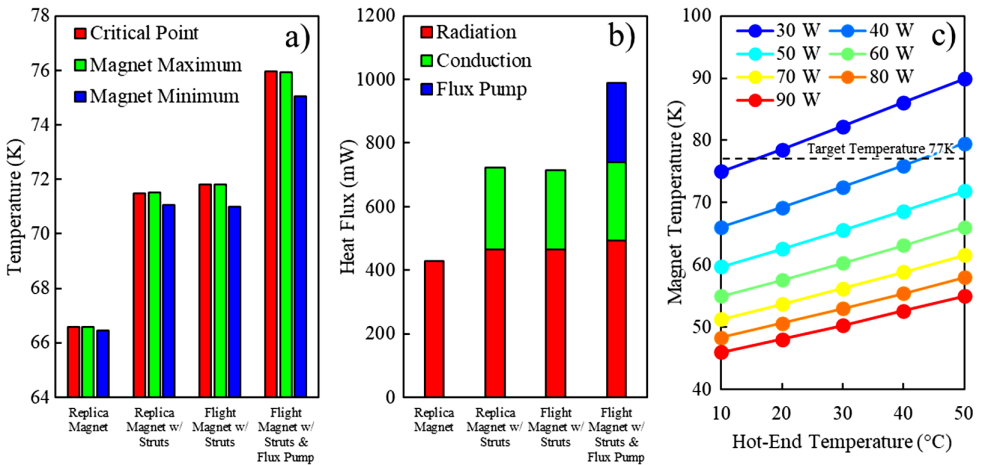 78
76
74
72
70
68
66
64
Temperature (K)
a)
Critical Point
Magnet Maximum
Magnet Minimum
Replica
Magnet
Replica
Magnet w/
Struts
Flight
Magnet w/
Struts
Flight
Magnet w/
Struts &
Flux Pump
1200
1000
800
600
400
200
0
Heat Flux (mW)
b)
Radiation
Conduction
Flux Pump
Replica
Magnet
Replica
Magnet w/
Struts
Flight
Magnet w/
Struts
Flight
Magnet w/
Struts &
Flux Pump
100
90
80
70
60
50
40
Magnet Temperature (K)
c)
30 W
40 W
50 W
60 W
70 W
80 W
90 W
Target Temperature 77K
10
20
30
40
50
Hot-End Temperature (°C)